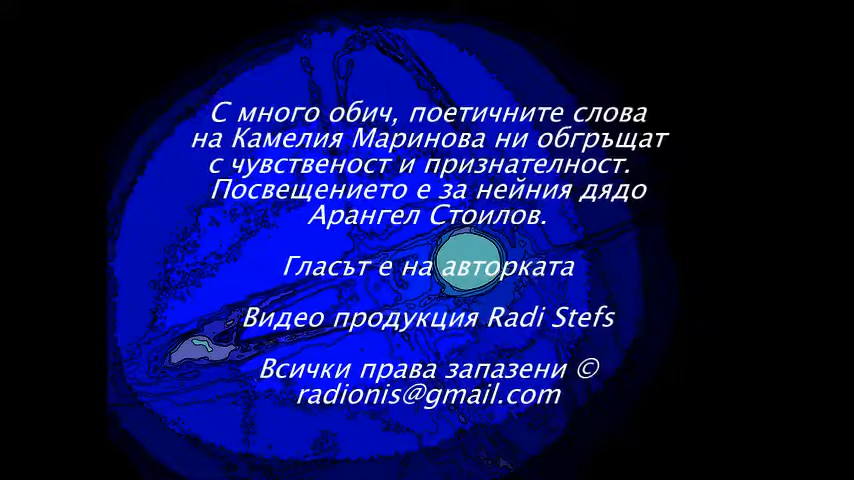 С много обич, поетичните слова
на Камелия Маринова ни обгръщат
с чувственост и признателност.
Посвещението е за нейния дядо
Арангел Стоилов.
Гласът е на авторката
Видео продукция Radi Stefs
Всички права запазени ©
radionis@gmail.com